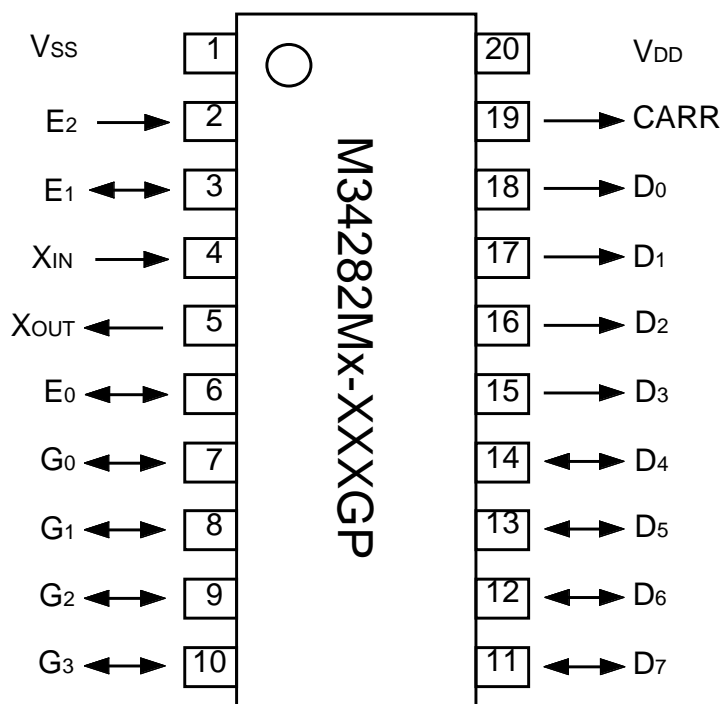 VSS 1 20 VDD
E2 2 19 CARR
E1 3 18 D0
XIN 4 17 D1
XOUT 5 16 D2
E0 6 15 D3
G0 7 14 D4
G1 8 13 D5
G2 9 12 D6
G3 10 11 D7
M34282Mx-XXXGP